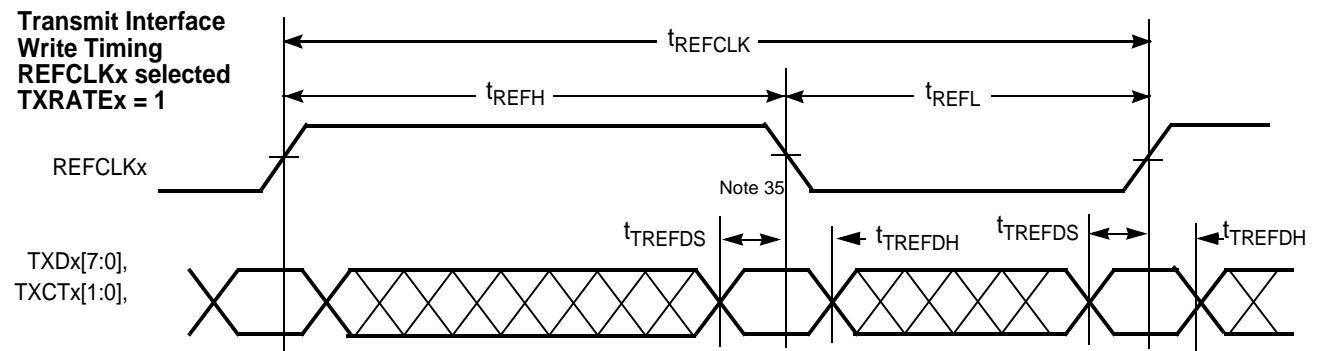 Transmit Interface
Write Timing
REFCLKx selected
TXRATEx = 1
tREFCLK
tREFH
tREFL
REFCLKx
Note 35
tTREFDS
tTREFDH
tTREFDS
tTREFDH
TXDx[7:0],
TXCTx[1:0],